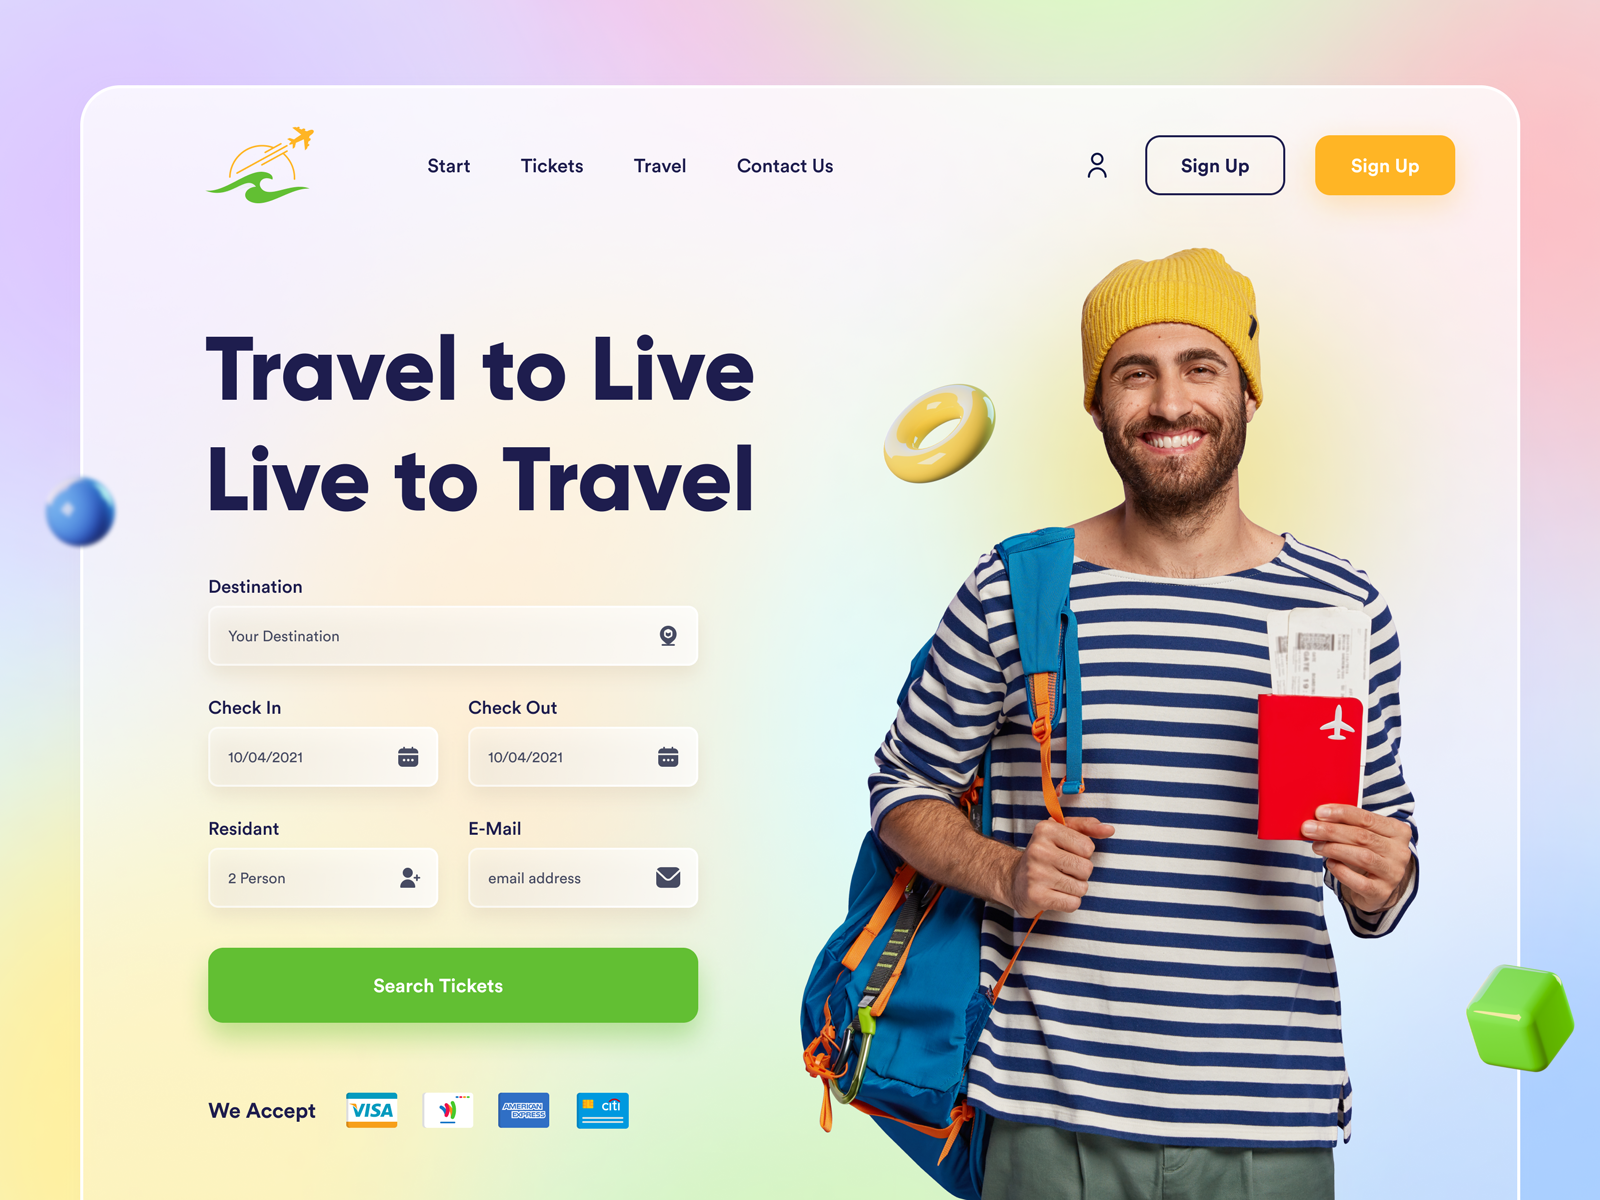 Start Tickets Travel Contact Us Sign Up Sign Up
Travel to Live
Live to Travel
Destination
Your Destination
Check In Check Out
10/04/2021 10/04/2021
Residant E-Mail
2 Person email address
Search Tickets
We Accept VISA AMERICAN EXPRESS citi
GATE 19